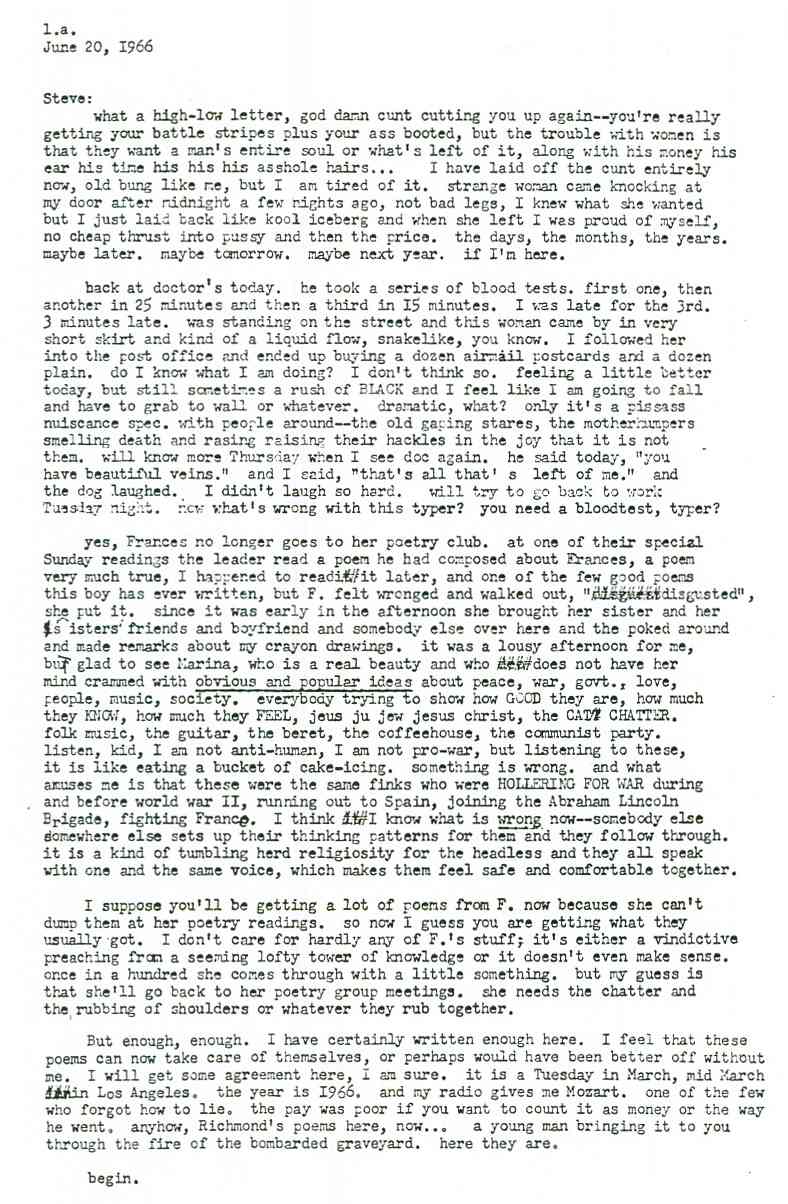 l.a.
June 20, I966
Steve:
what a high-low letter, god damn cunt cutting you up again--you're really
getting your battle stripes plus your ass booted, but the trouble with women is
that they want a man's entire soul or what's left of it, along with his money his
ear his time his his his asshole hairs... I have laid off the cunt entirely
now, old bung like me, but I am tired of it. strange woman came knocking at
my door after midnight a few nights ago, not bad legs, I knew what she wanted
but I just laid back like kool iceberg and when she left I was proud of myself,
no cheap thrust into pussy and then the price. the days, the months, the years.
maybe later. maybe tomorrow. maybe next year. if I'm here.
back at doctor's today. he took a series of blood tests. first one, then
another in 25 minutes and then a third in I5 minutes. I was late for the 3rd.
3 minutes late. was standing on the street and this woman came by in very
short skirt and kind of a liquid flow, snakelike, you know. I followed her
into the post office and ended up buying a dozen airmail postcards and a dozen
plain. do I know what I am doing? I don't think so. feeling a little better
today, but still sometimes a rush of BLACK and I feel like I am going to fall
and have to grab to wall or whatever. dramatic, what? only it's a pissass
nuiscance spec. with people around--the old gaping stares, the motherhumpers
smelling death and rasing raising their hackles in the joy that it is not
them. will know more Thursday when I see doc again. he said today, "you
have beautiful veins." and I said, "that's all that' s left of me." and
the dog laughed. I didn't laugh so hard. will try to go back to work
Tuesday night. now what's wrong with this typer? you need a bloodtest, typer?
yes, Frances no longer goes to her poetry club. at one of their special
Sunday readings the leader read a poem he had composed about Frances, a poem
very much true, I happened to read it later, and one of the few good poems
this boy has ever written, but F. felt wronged and walked out, "disgusted",
she put it. since it was early in the afternoon she brought her sister and her
sisters' friends and boyfriend and somebody else over here and the poked around
and made remarks about my crayon drawings. it was a lousy afternoon for me,
but glad to see Marina, who is a real beauty and who does not have her
mind crammed with obvious and popular ideas about peace, war, govt., love,
people, music, society. everybody trying to show how GOOD they are, how much
they KNOW, how much they FEEL, jeus ju jew jesus christ, the CAT CHATTER.
folk music, the guitar, the beret, the coffeehouse, the communist party.
listen, kid, I am not anti-human, I am not pro-war, but listening to these,
it is like eating a bucket of cake-icing. something is wrong. and what
amuses me is that these were the same finks who were HOLLERING FOR WAR during
and before world war II, running out to Spain, joining the Abraham Lincoln
Brigade, fighting Franco. I think I know what is wrong now--somebody else
somewhere else sets up their thinking patterns for them and they follow through.
it is a kind of tumbling herd religiosity for the headless and they all speak
with one and the same voice, which makes them feel safe and comfortable together.
I suppose you'll be getting a lot of poems from F. now because she can't
dump them at her poetry readings. so now I guess you are getting what they
usually got. I don't care for hardly any of F.'s stuff; it's either a vindictive
preaching from a seeming lofty tower of knowledge or it doesn't even make sense.
once in a hundred she comes through with a little something. but my guess is
that she'll go back to her poetry group meetings. she needs the chatter and
the rubbing of shoulders or whatever they rub together.
But enough, enough. I have certainly written enough here. I feel that these
poems can now take care of themselves, or perhaps would have been better off without
me. I will get some agreement here, I am sure. it is a Tuesday in March, mid March
in Los Angeles. the year is I966. and my radio gives me Mozart. one of the few
who forgot how to lie. the pay was poor if you want to count it as money or the way
he went. anyhow, Richmond's poems here, now... a young man bringing it to you
through the fire of the bombarded graveyard. here they are.
begin.